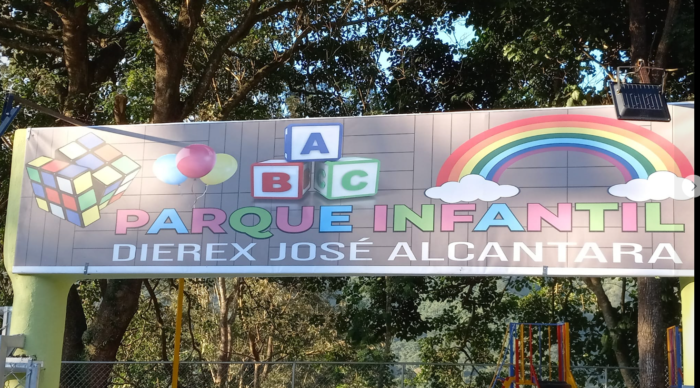 A
B C
PARQUE INFANTIL
DIEREX JOSÉ ALCANTARA